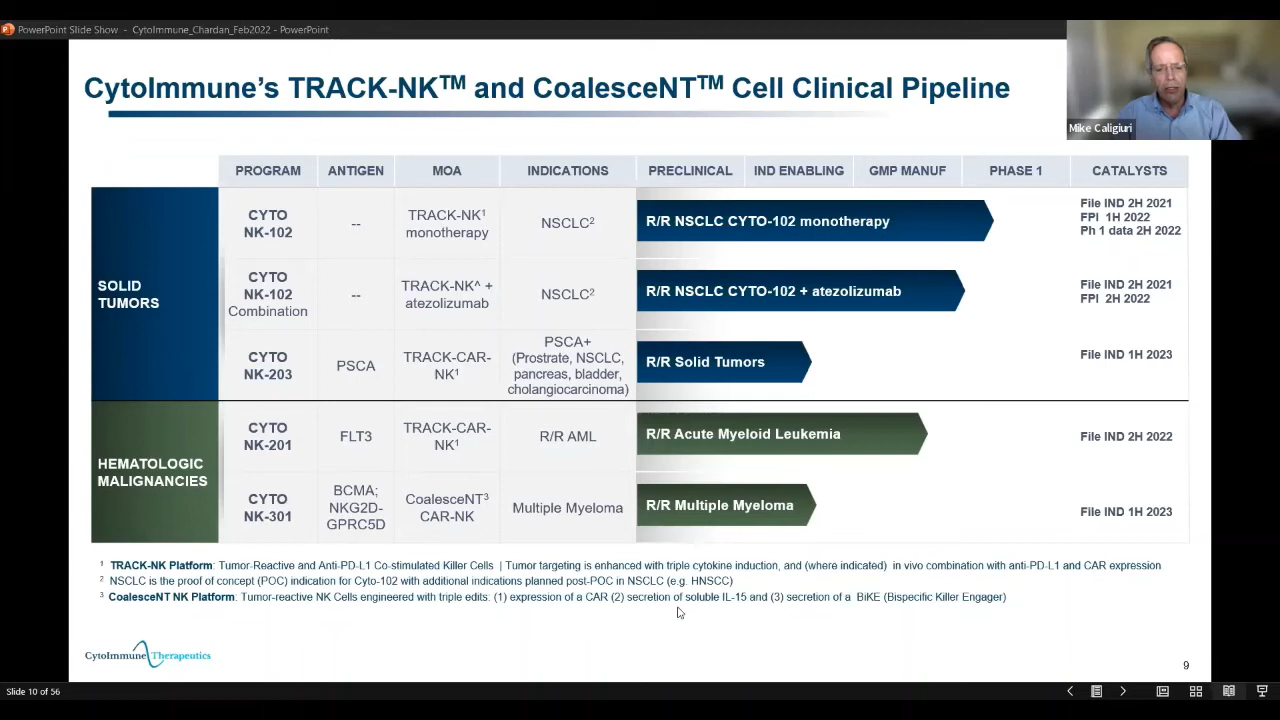 PowerPoint Slide Show - CytoImmune_Chardan_Feb2022 - PowerPoint
CytoImmune's TRACK-NK™ and CoalesceNT™ Cell Clinical Pipeline
Mike Caligiuri
PROGRAM ANTIGEN MOA INDICATIONS PRECLINICAL IND ENABLING GMP MANUF PHASE 1 CATALYSTS
SOLID
TUMORS
CYTO
NK-102
--
TRACK-NK¹
monotherapy
NSCLC²
R/R NSCLC CYTO-102 monotherapy
File IND 2H 2021
FPI 1H 2022
Ph 1 data 2H 2022
CYTO
NK-102
Combination
--
TRACK-NK^ +
atezolizumab
NSCLC²
R/R NSCLC CYTO-102 + atezolizumab
File IND 2H 2021
FPI 2H 2022
CYTO
NK-203
PSCA
TRACK-CAR-
NK¹
PSCA+
(Prostrate, NSCLC,
pancreas, bladder,
cholangiocarcinoma)
R/R Solid Tumors
File IND 1H 2023
HEMATOLOGIC
MALIGNANCIES
CYTO
NK-201
FLT3
TRACK-CAR-
NK¹
R/R AML
R/R Acute Myeloid Leukemia
File IND 2H 2022
CYTO
NK-301
BCMA;
NKG2D-
GPRC5D
CoalesceNT³
CAR-NK
Multiple Myeloma
R/R Multiple Myeloma
File IND 1H 2023
¹ TRACK-NK Platform: Tumor-Reactive and Anti-PD-L1 Co-stimulated Killer Cells | Tumor targeting is enhanced with triple cytokine induction, and (where indicated) in vivo combination with anti-PD-L1 and CAR expression
² NSCLC is the proof of concept (POC) indication for Cyto-102 with additional indications planned post-POC in NSCLC (e.g. HNSCC)
³ CoalesceNT NK Platform: Tumor-reactive NK Cells engineered with triple edits: (1) expression of a CAR (2) secretion of soluble IL-15 and (3) secretion of a BiKE (Bispecific Killer Engager)
CytoImmune Therapeutics
9
Slide 10 of 56